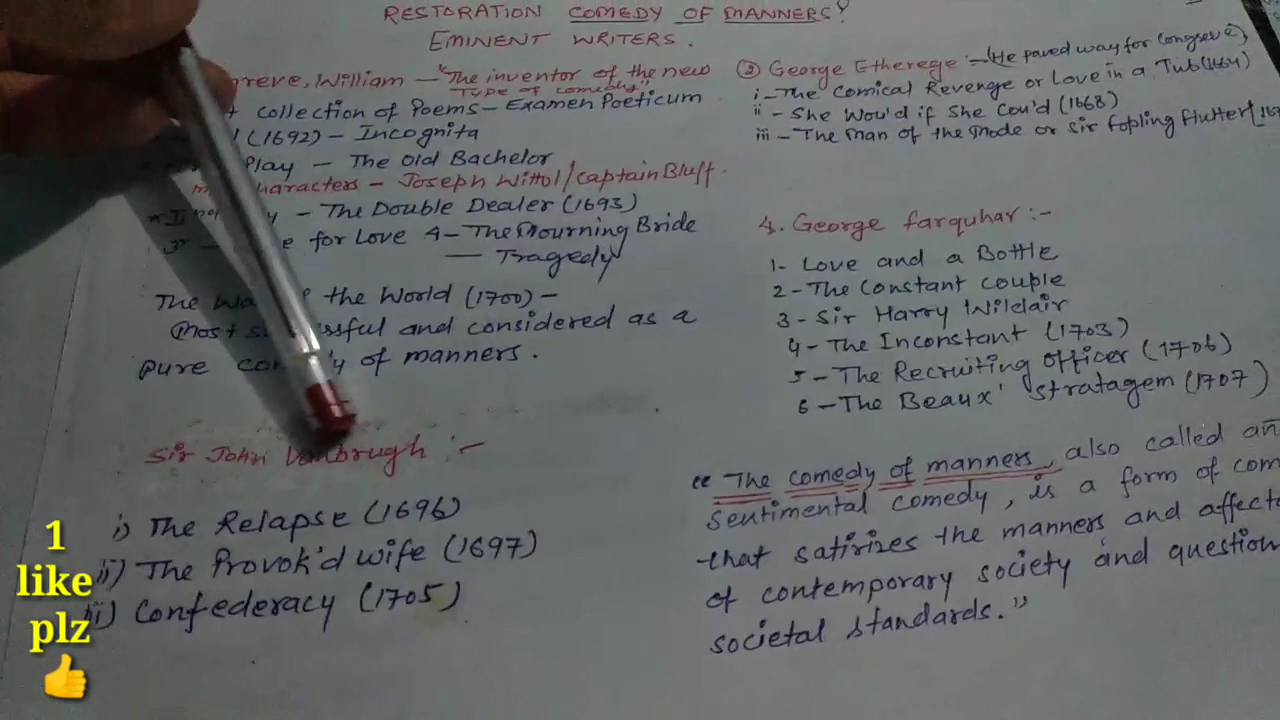 RESTORATION COMEDY OF MANNERS?
EMINENT WRITERS.
reve, William — "The inventor of the new
Type of comedy"
collection of Poems — Examen Poeticum
(1692) – Incognita
Play — The Old Bachelor
characters – Joseph Wittol / Captain Bluff.
– The Double Dealer (1693)
for Love 4 – The Mourning Bride
— Tragedy
The the World (1700) –
Most ssful and considered as a
pure of manners.
Sir John Vanbrugh :-
i) The Relapse (1696)
ii) The Provok'd wife (1697)
iii) Confederacy (1705)
③ George Etherege :- (He paved way for Congreve)
i – The Comical Revenge or Love in a Tub (1664)
ii – She Wou'd if She Cou'd (1668)
iii – The Man of the Mode or Sir Fopling Flutter (167
4. George farquhar :-
1- Love and a Bottle
2 – The Constant couple
3 – Sir Harry Wildair
4 – The Inconstant (1703)
5 – The Recruiting Officer (1706)
6 – The Beaux' Stratagem (1707)
" The comedy of manners, also called an
sentimental comedy, is a form of com
that satirizes the manners and affect
of contemporary society and question
societal standards."
1
like
plz
👍